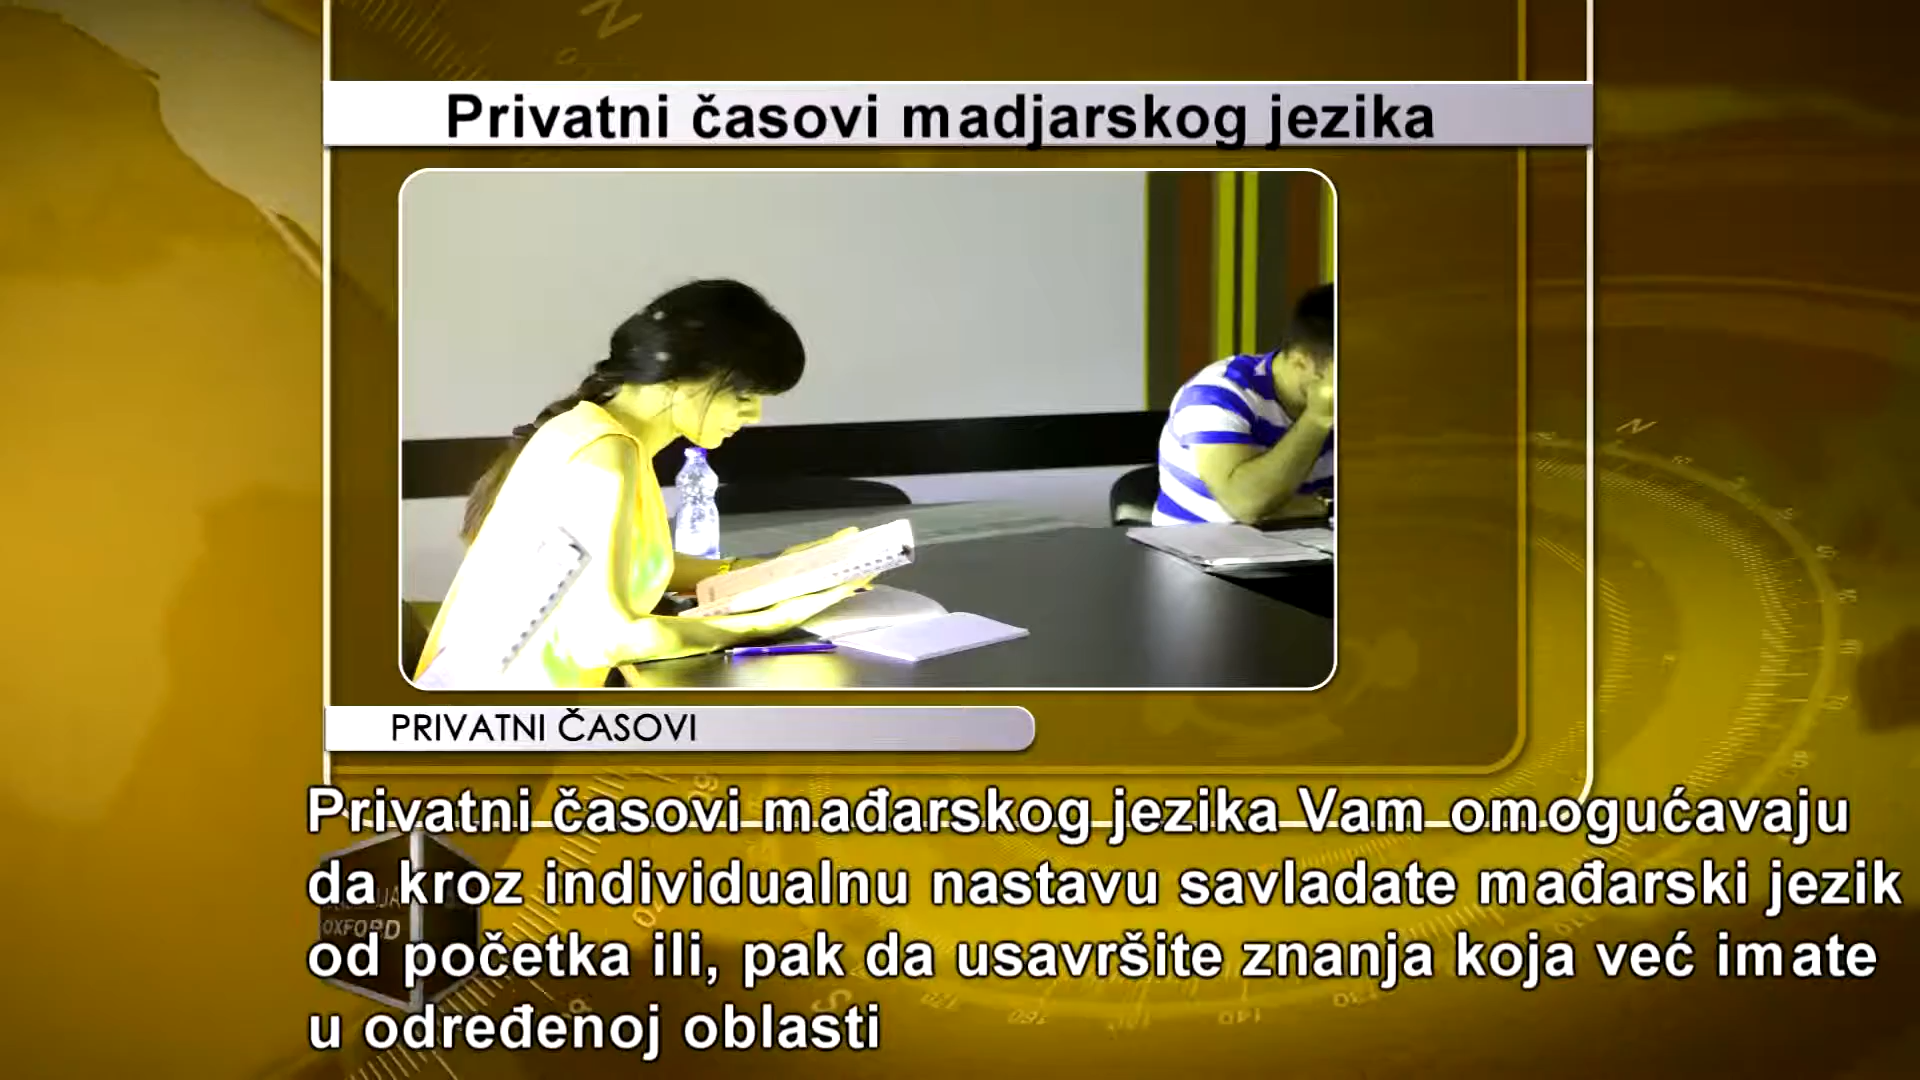 Privatni časovi madjarskog jezika
PRIVATNI ČASOVI
Privatni časovi mađarskog jezika Vam omogućavaju
da kroz individualnu nastavu savladate mađarski jezik
od početka ili, pak da usavršite znanja koja već imate
u određenoj oblasti
OXFORD